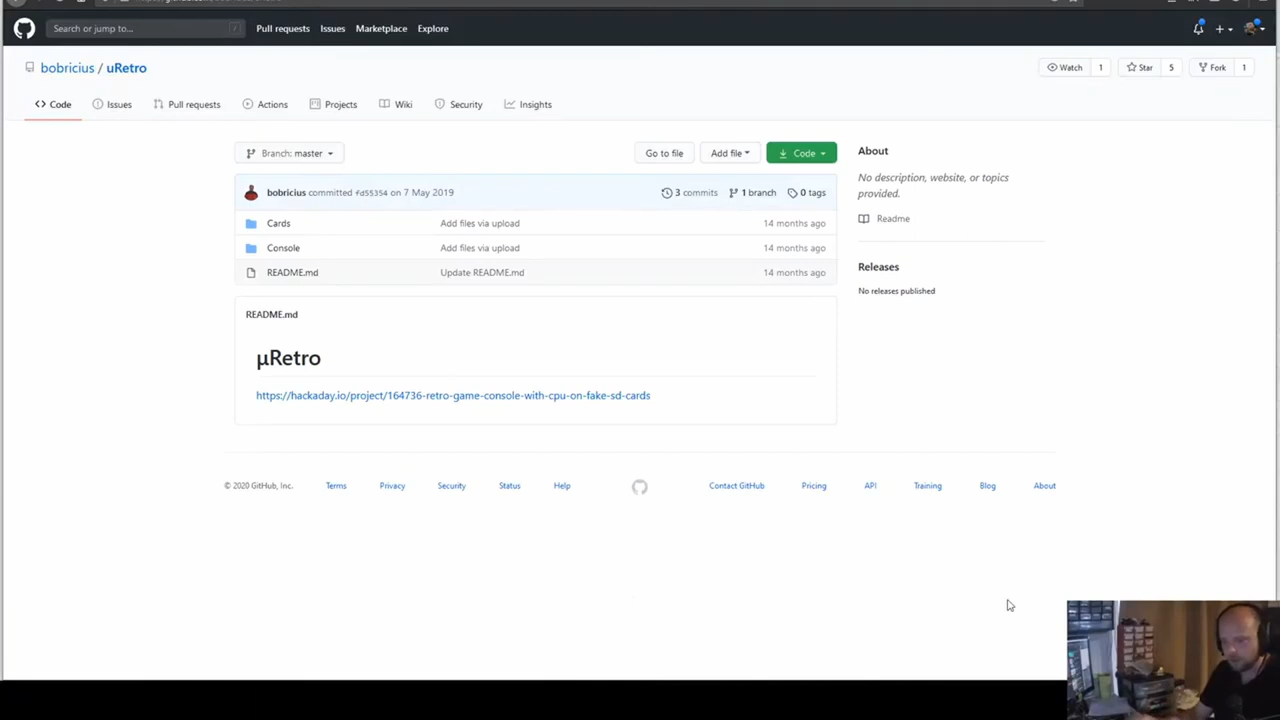 Search or jump to... /
Pull requests Issues Marketplace Explore
bobricius / uRetro
Watch 1 Star 5 Fork 1
Code Issues Pull requests Actions Projects Wiki Security Insights
Branch: master Go to file Add file Code
About
No description, website, or topics
provided.
Readme
Releases
No releases published
bobricius committed fd55354 on 7 May 2019 3 commits 1 branch 0 tags
Cards Add files via upload 14 months ago
Console Add files via upload 14 months ago
README.md Update README.md 14 months ago
README.md
µRetro
https://hackaday.io/project/164736-retro-game-console-with-cpu-on-fake-sd-cards
© 2020 GitHub, Inc. Terms Privacy Security Status Help Contact GitHub Pricing API Training Blog About